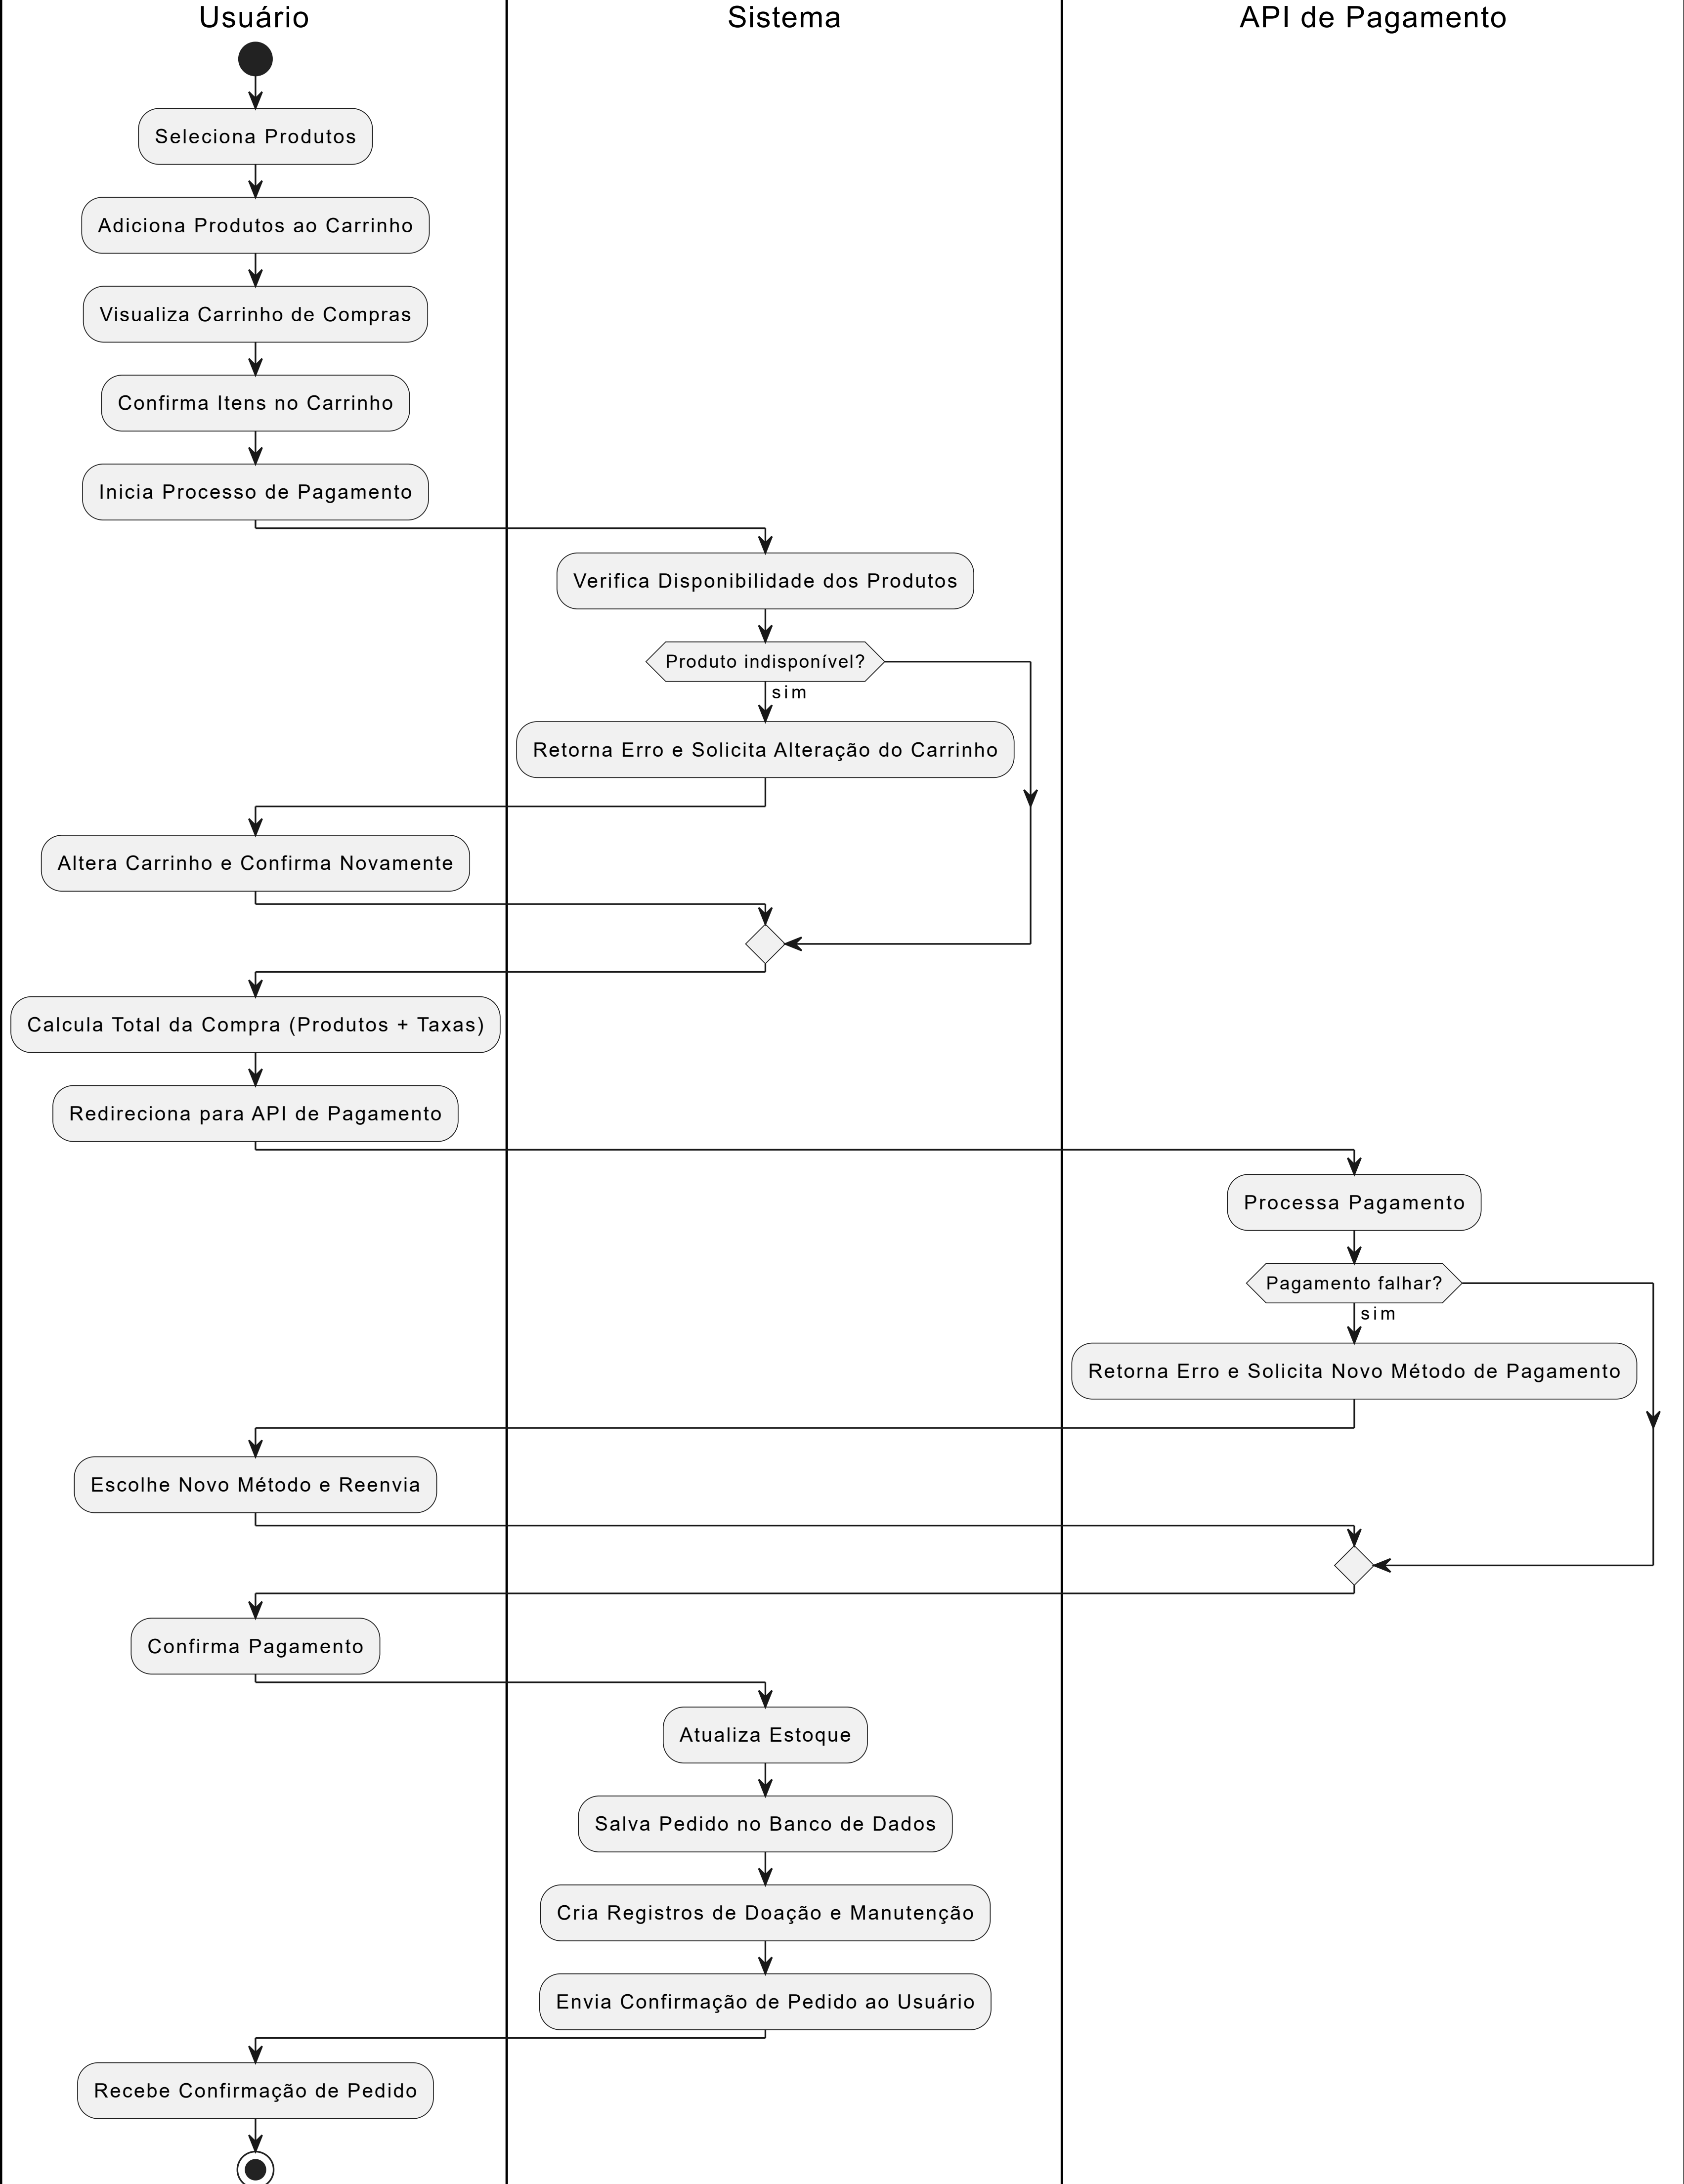 Usuário
Sistema
API de Pagamento
Seleciona Produtos
Adiciona Produtos ao Carrinho
Visualiza Carrinho de Compras
Confirma Itens no Carrinho
Inicia Processo de Pagamento
Verifica Disponibilidade dos Produtos
Produto indisponível?
sim
Retorna Erro e Solicita Alteração do Carrinho
Altera Carrinho e Confirma Novamente
Calcula Total da Compra (Produtos + Taxas)
Redireciona para API de Pagamento
Processa Pagamento
Pagamento falhar?
sim
Retorna Erro e Solicita Novo Método de Pagamento
Escolhe Novo Método e Reenvia
Confirma Pagamento
Atualiza Estoque
Salva Pedido no Banco de Dados
Cria Registros de Doação e Manutenção
Envia Confirmação de Pedido ao Usuário
Recebe Confirmação de Pedido